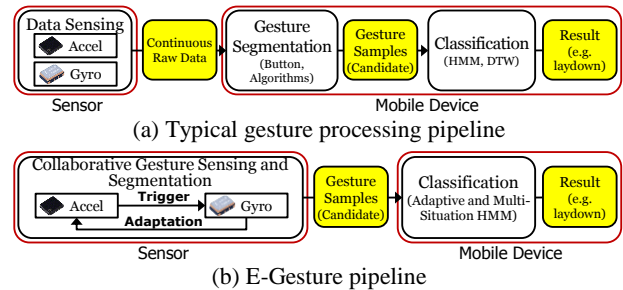 Data Sensing
Accel
Gyro
Sensor
Continuous
Raw Data
Gesture
Segmentation
(Button,
Algorithms)
Gesture
Samples
(Candidate)
Classification
(HMM, DTW)
Result
(e.g.
laydown)
Mobile Device
(a) Typical gesture processing pipeline
Collaborative Gesture Sensing and
Segmentation
Accel
Trigger
Gyro
Adaptation
Sensor
Gesture
Samples
(Candidate)
Classification
(Adaptive and Multi-
Situation HMM)
Result
(e.g.
laydown)
Mobile Device
(b) E-Gesture pipeline